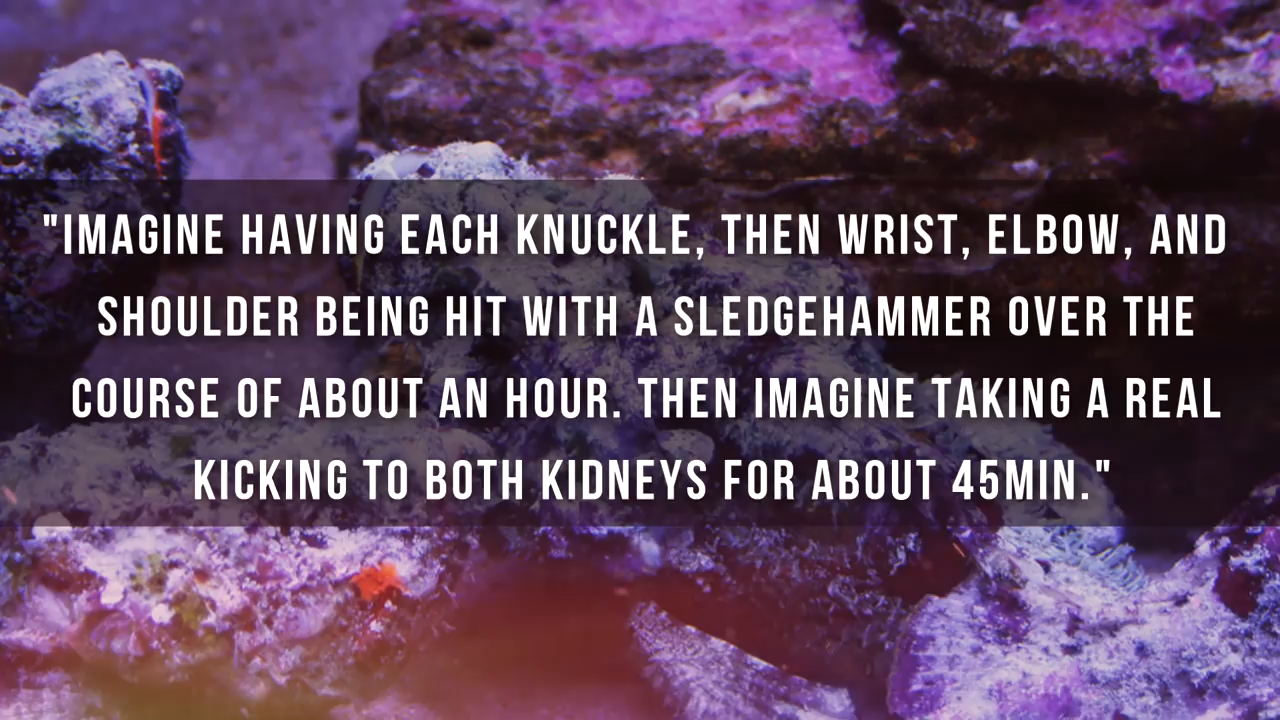 "IMAGINE HAVING EACH KNUCKLE, THEN WRIST, ELBOW, AND
SHOULDER BEING HIT WITH A SLEDGEHAMMER OVER THE
COURSE OF ABOUT AN HOUR. THEN IMAGINE TAKING A REAL
KICKING TO BOTH KIDNEYS FOR ABOUT 45MIN."